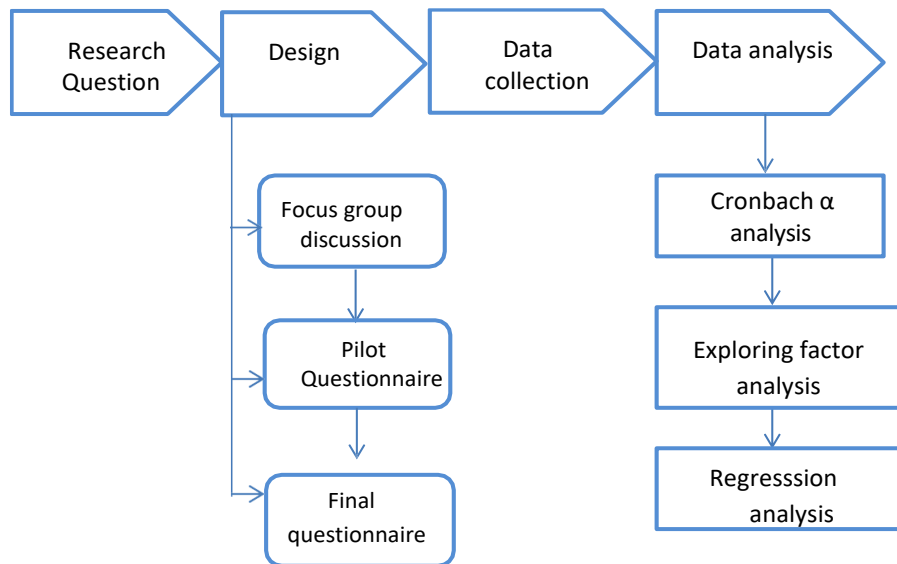 Research
Question
Design
Data
collection
Data analysis
Focus group
discussion
Pilot
Questionnaire
Final
questionnaire
Cronbach α
analysis
Exploring factor
analysis
Regresssion
analysis